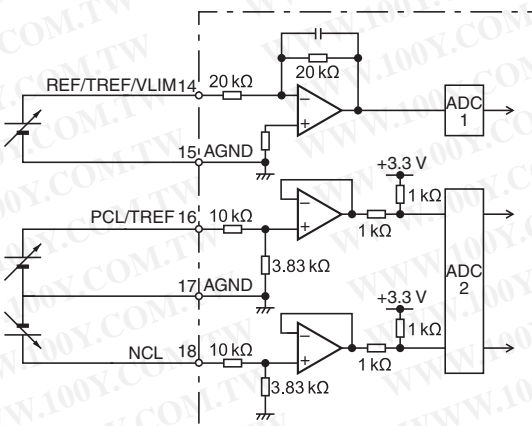 REF/TREF/VLIM 14
20 kΩ
20 kΩ
ADC
1
15 AGND
+3.3 V
1 kΩ
PCL/TREF 16
10 kΩ
1 kΩ
3.83 kΩ
ADC
2
17 AGND
+3.3 V
1 kΩ
NCL 18
10 kΩ
1 kΩ
3.83 kΩ
WWW.100Y.COM.TW